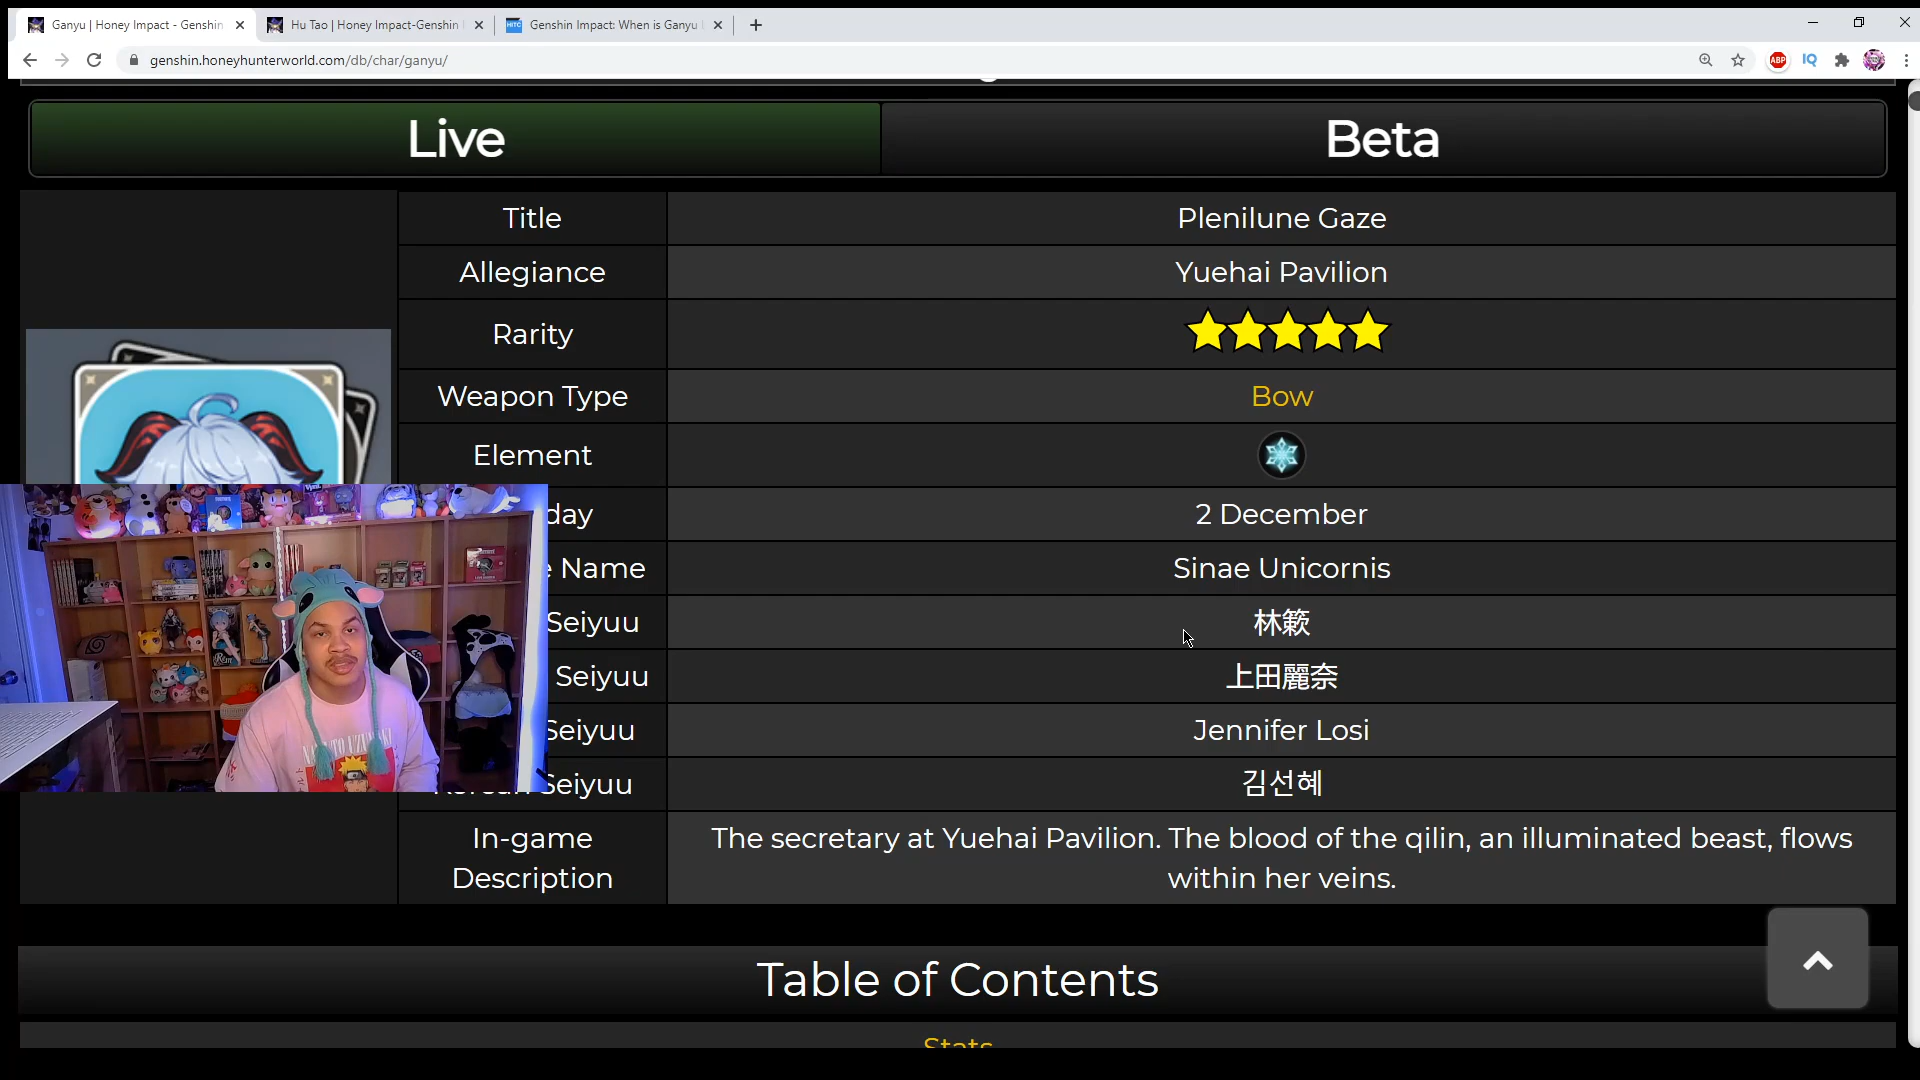 Ganyu | Honey Impact - Genshin
Hu Tao | Honey Impact-Genshin
Genshin Impact: When is Ganyu
genshin.honeyhunterworld.com/db/char/ganyu/
ABP
IQ
Live
Beta
Title
Plenilune Gaze
Allegiance
Yuehai Pavilion
Rarity
Weapon Type
Bow
Element
day
2 December
Name
Sinae Unicornis
Seiyuu
林簌
Seiyuu
上田麗奈
Seiyuu
Jennifer Losi
Korean Seiyuu
김선혜
In-game
Description
The secretary at Yuehai Pavilion. The blood of the qilin, an illuminated beast, flows
within her veins.
Table of Contents
Stats